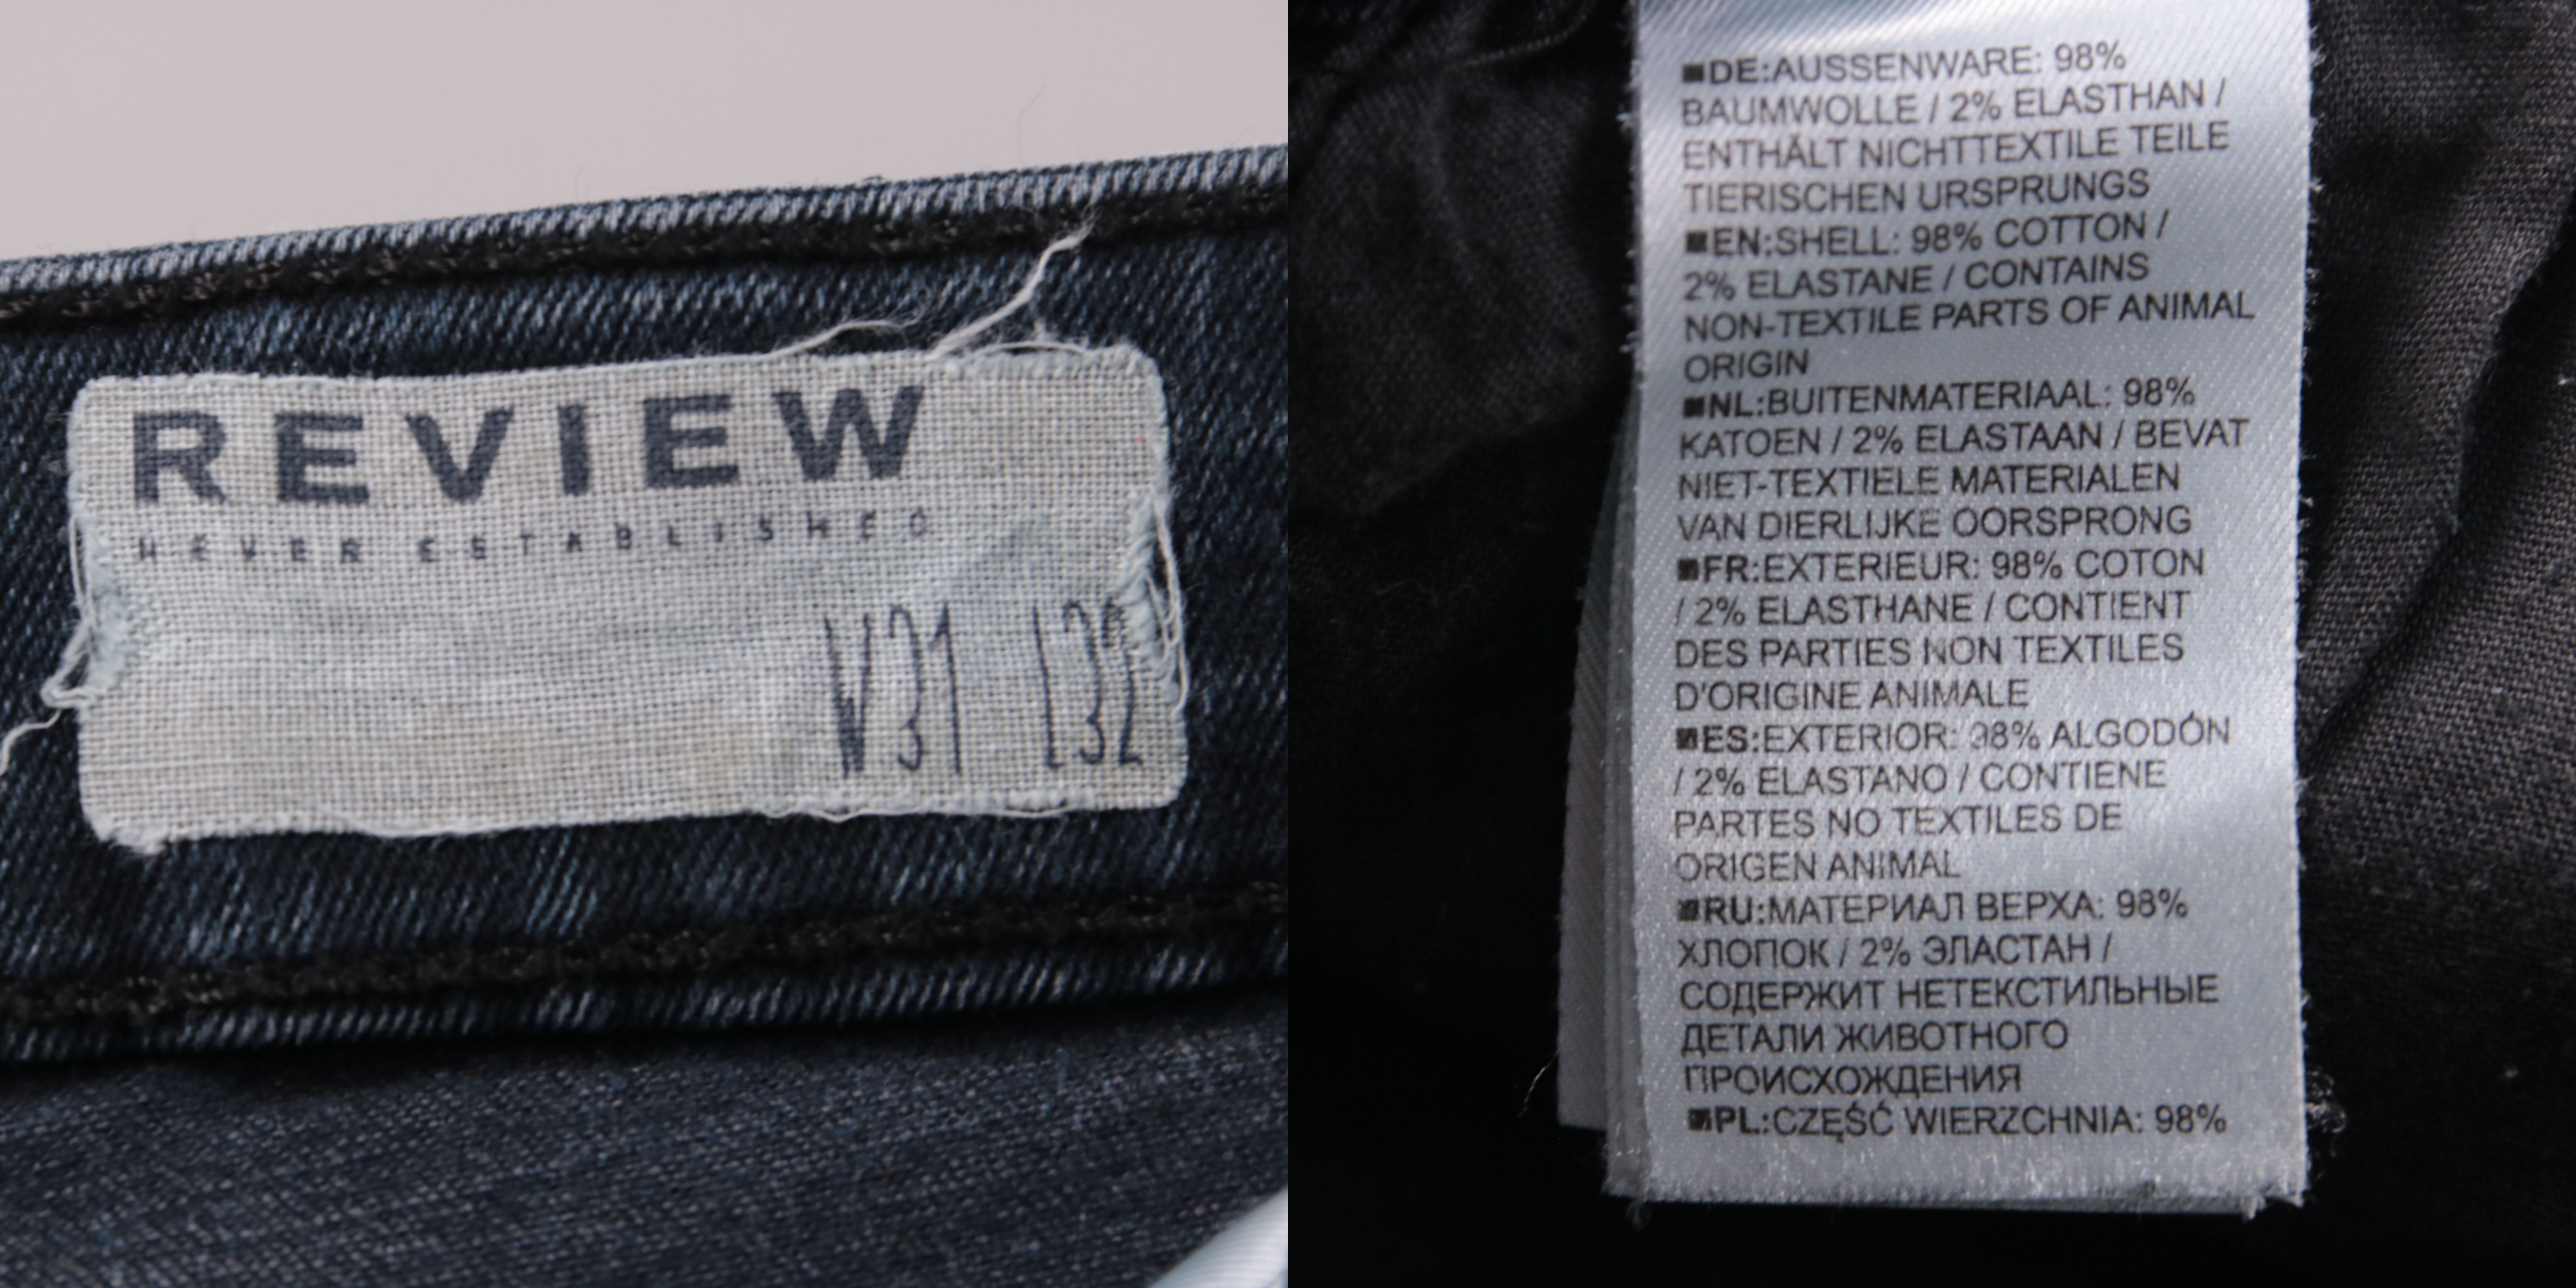 REVIEW
NEVER ESTABLISHED
W31 L32
DE:AUSSENWARE: 98%
BAUMWOLLE / 2% ELASTHAN /
ENTHÄLT NICHTTEXTILE TEILE
TIERISCHEN URSPRUNGS
EN:SHELL: 98% COTTON /
2% ELASTANE / CONTAINS
NON-TEXTILE PARTS OF ANIMAL
ORIGIN
NL:BUITENMATERIAAL: 98%
KATOEN / 2% ELASTAAN / BEVAT
NIET-TEXTIELE MATERIALEN
VAN DIERLIJKE OORSPRONG
FR:EXTERIEUR: 98% COTON
/ 2% ELASTHANE / CONTIENT
DES PARTIES NON TEXTILES
D'ORIGINE ANIMALE
ES:EXTERIOR: 98% ALGODÓN
/ 2% ELASTANO / CONTIENE
PARTES NO TEXTILES DE
ORIGEN ANIMAL
RU:МАТЕРИАЛ ВЕРХА: 98%
ХЛОПОК / 2% ЭЛАСТАН /
СОДЕРЖИТ НЕТЕКСТИЛЬНЫЕ
ДЕТАЛИ ЖИВОТНОГО
ПРОИСХОЖДЕНИЯ
PL:CZĘŚĆ WIERZCHNIA: 98%